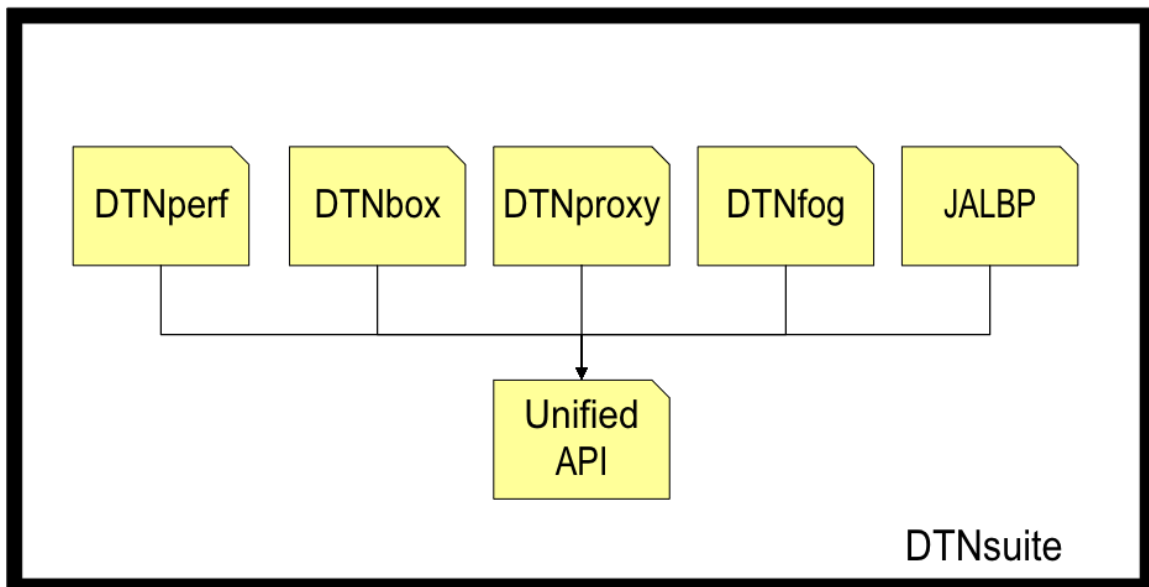 DTNperf
DTNbox
DTNproxy
DTNfog
JALBP
Unified
API
DTNsuite